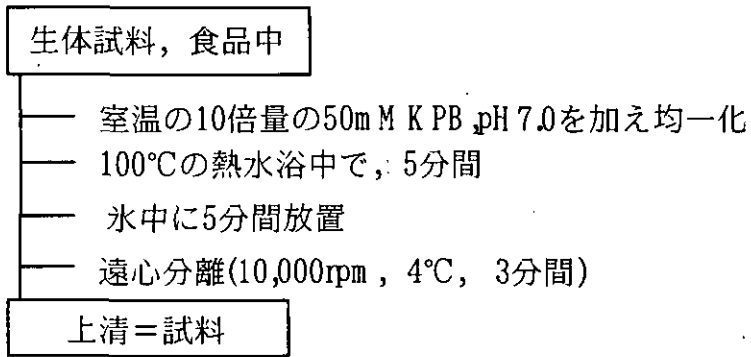 生体試料，食品中
室温の10倍量の50mM KPB,pH7.0を加え均一化
100℃の熱水浴中で，5分間
氷中に5分間放置
遠心分離(10,000rpm，4℃，3分間)
上清＝試料